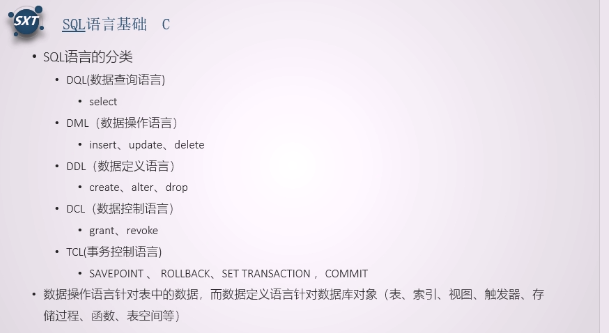 SXT
SQL语言基础 C
• SQL语言的分类
• DQL(数据查询语言)
• select
• DML（数据操作语言）
• insert、update、delete
• DDL（数据定义语言）
• create、alter、drop
• DCL（数据控制语言）
• grant、revoke
• TCL(事务控制语言)
• SAVEPOINT 、 ROLLBACK、SET TRANSACTION ，COMMIT
• 数据操作语言针对表中的数据，而数据定义语言针对数据库对象（表、索引、视图、触发器、存
储过程、函数、表空间等）